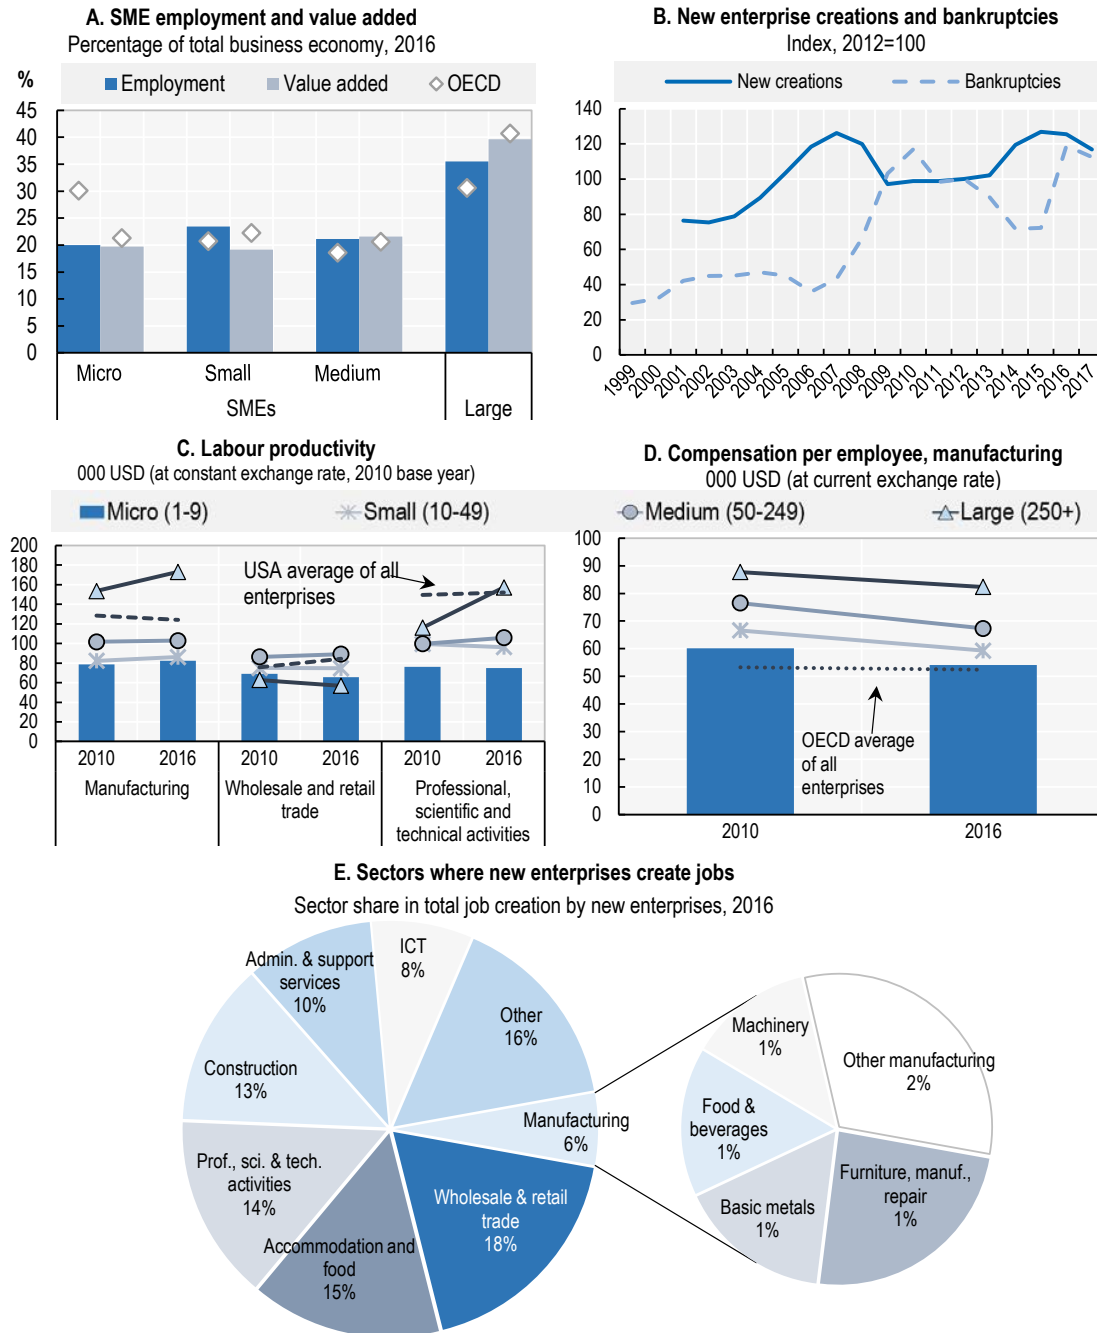 A. SME employment and value added
Percentage of total business economy, 2016
%
Employment
Value added
OECD
45
40
35
30
25
20
15
10
5
0
Micro
Small
Medium
SMEs
Large
B. New enterprise creations and bankruptcies
Index, 2012=100
New creations
Bankruptcies
140
120
100
80
60
40
20
0
1999
2000
2001
2002
2003
2004
2005
2006
2007
2008
2009
2010
2011
2012
2013
2014
2015
2016
2017
C. Labour productivity
000 USD (at constant exchange rate, 2010 base year)
D. Compensation per employee, manufacturing
000 USD (at current exchange rate)
Micro (1-9)
Small (10-49)
Medium (50-249)
Large (250+)
200
180
160
140
120
100
80
60
40
20
0
USA average of all
enterprises
2010
2016
2010
2016
2010
2016
Manufacturing
Wholesale and retail
trade
Professional,
scientific and
technical activities
100
90
80
70
60
50
40
30
20
10
0
OECD average
of all
enterprises
2010
2016
E. Sectors where new enterprises create jobs
Sector share in total job creation by new enterprises, 2016
ICT
8%
Admin. & support
services
10%
Other
16%
Construction
13%
Manufacturing
6%
Prof., sci. & tech.
activities
14%
Wholesale & retail
trade
18%
Accommodation and
food
15%
Machinery
1%
Other manufacturing
2%
Food &
beverages
1%
Furniture, manuf.,
repair
1%
Basic metals
1%